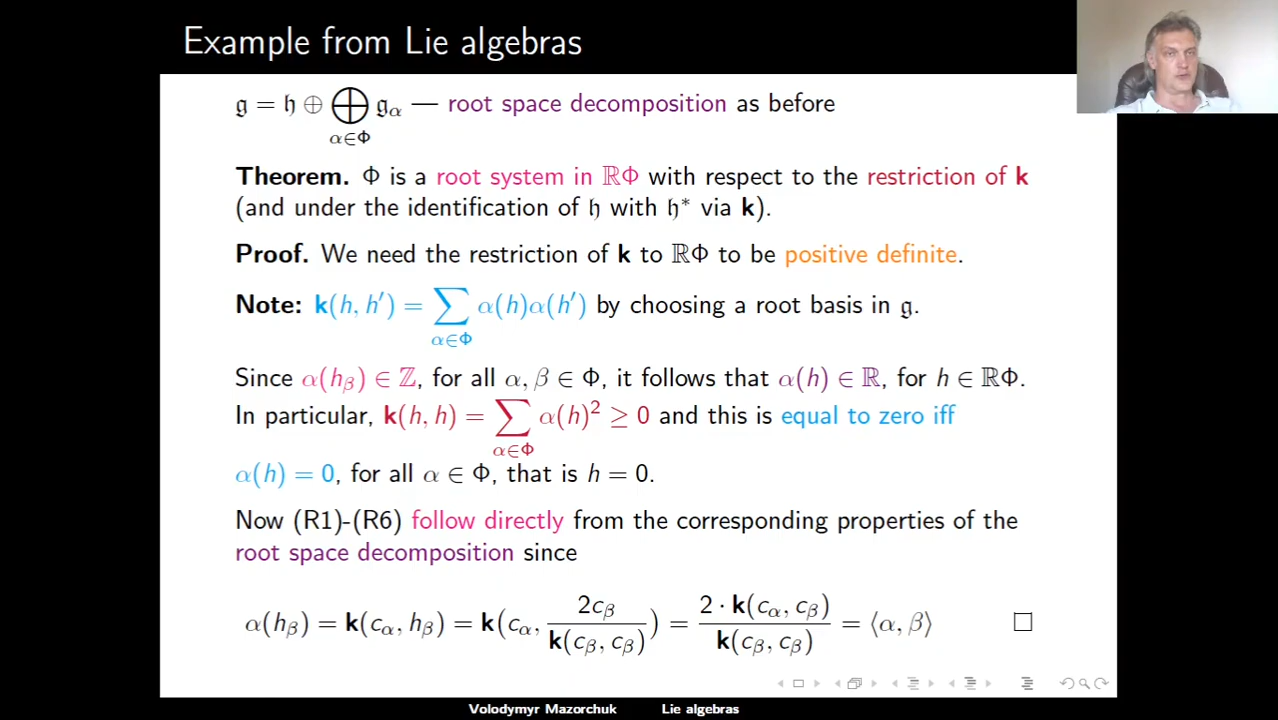 Example from Lie algebras
𝔤 = 𝔥 ⊕ ⨁_{α∈Φ} 𝔤_α — root space decomposition as before
Theorem. Φ is a root system in ℝΦ with respect to the restriction of k
(and under the identification of 𝔥 with 𝔥* via k).
Proof. We need the restriction of k to ℝΦ to be positive definite.
Note: k(h, h′) = ∑_{α∈Φ} α(h)α(h′) by choosing a root basis in 𝔤.
Since α(h_β) ∈ ℤ, for all α, β ∈ Φ, it follows that α(h) ∈ ℝ, for h ∈ ℝΦ.
In particular, k(h, h) = ∑_{α∈Φ} α(h)² ≥ 0 and this is equal to zero iff
α(h) = 0, for all α ∈ Φ, that is h = 0.
Now (R1)-(R6) follow directly from the corresponding properties of the
root space decomposition since
α(h_β) = k(c_α, h_β) = k(c_α, 2c_β / k(c_β, c_β)) = 2 · k(c_α, c_β) / k(c_β, c_β) = ⟨α, β⟩ □
Volodymyr Mazorchuk Lie algebras